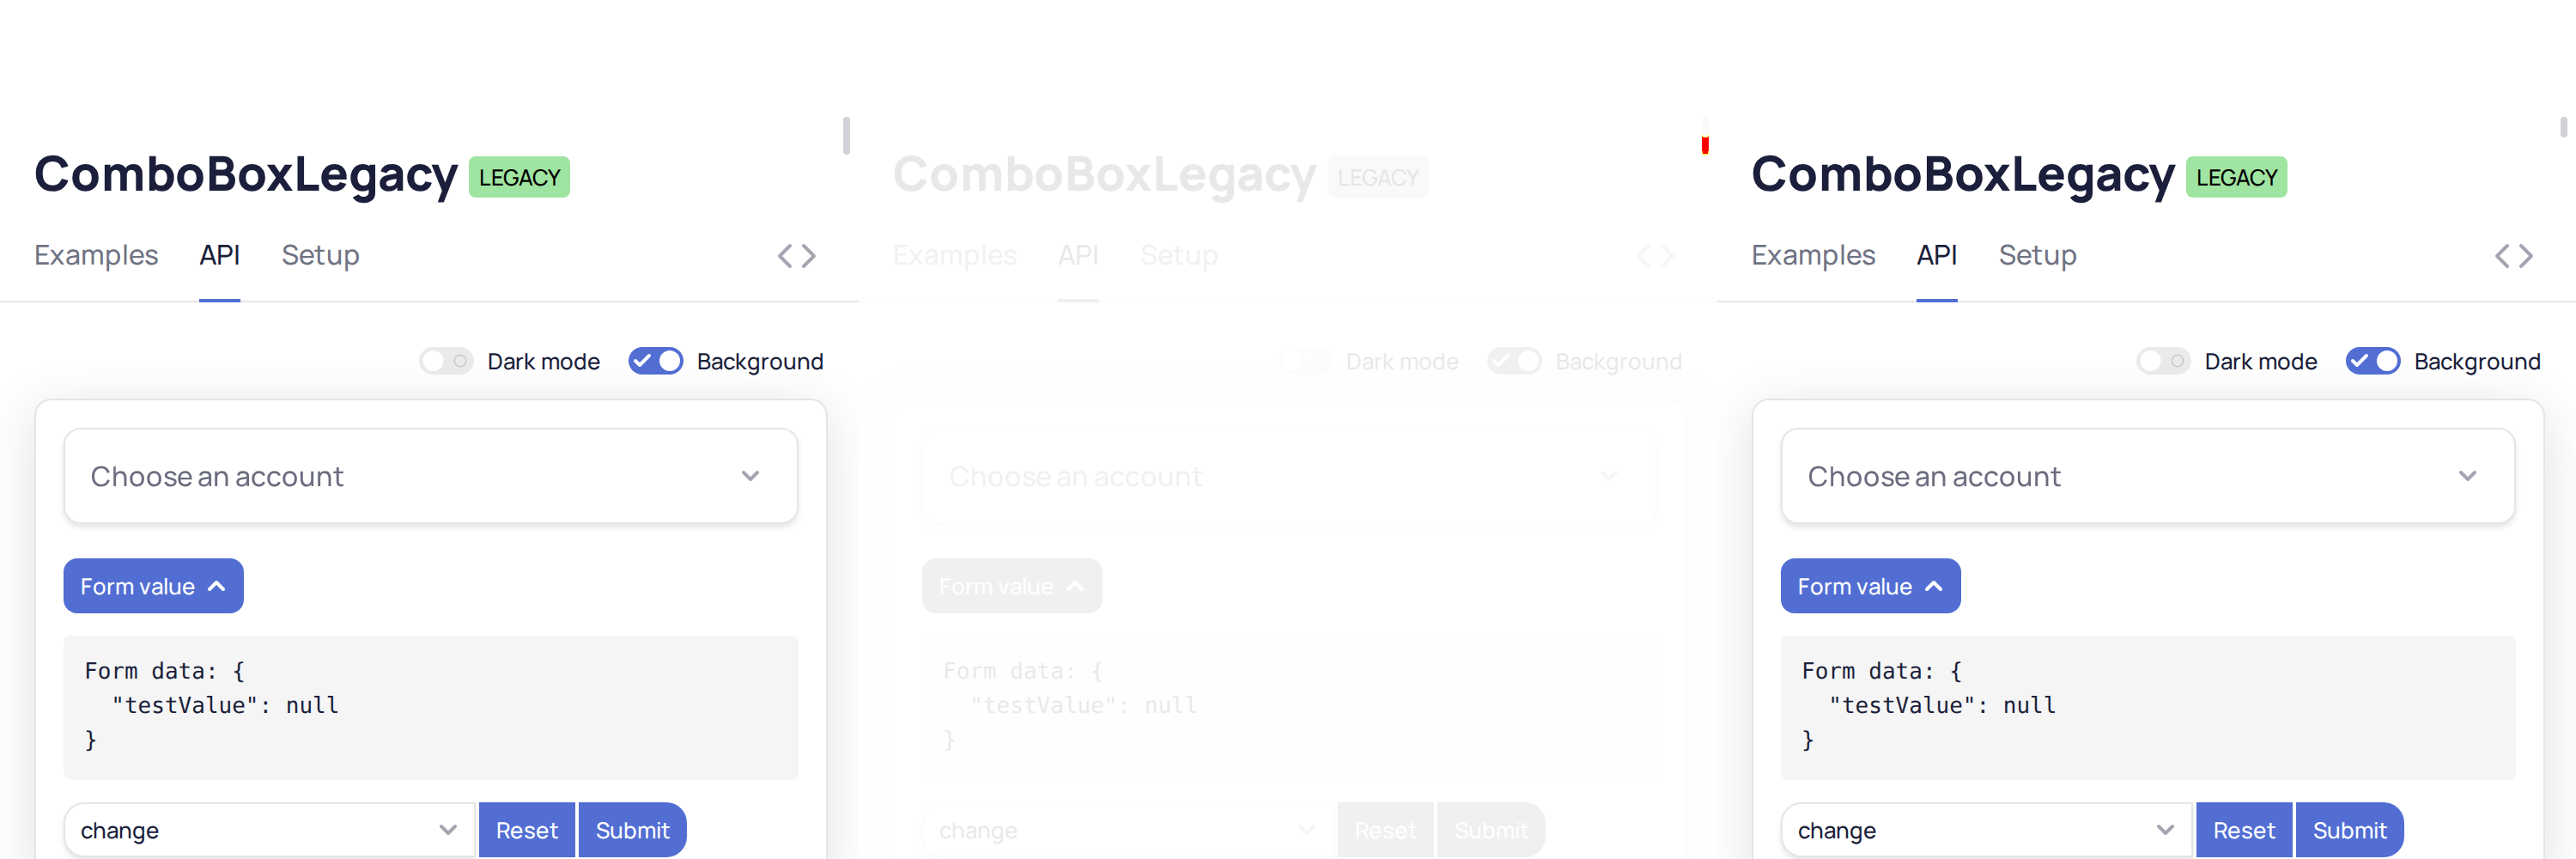 ComboBoxLegacy LEGACY
Examples API Setup
Dark mode Background
Choose an account
Form value
Form data: {
"testValue": null
}
change Reset Submit
ComboBoxLegacy LEGACY
Examples API Setup
Dark mode Background
Choose an account
Form value
Form data: {
"testValue": null
}
change Reset Submit
ComboBoxLegacy LEGACY
Examples API Setup
Dark mode Background
Choose an account
Form value
Form data: {
"testValue": null
}
change Reset Submit